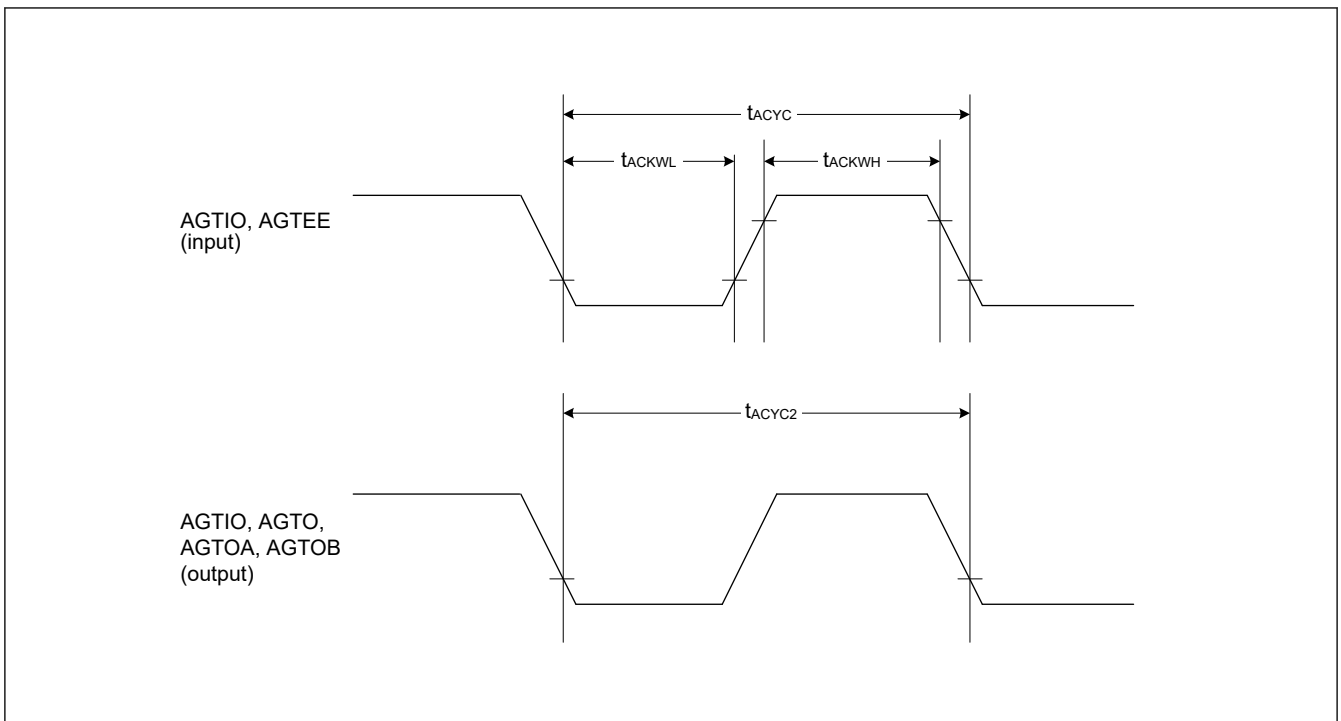 tACYC
tACKWL
tACKWH
AGTIO, AGTEE
(input)
tACYC2
AGTIO, AGTO,
AGTOA, AGTOB
(output)